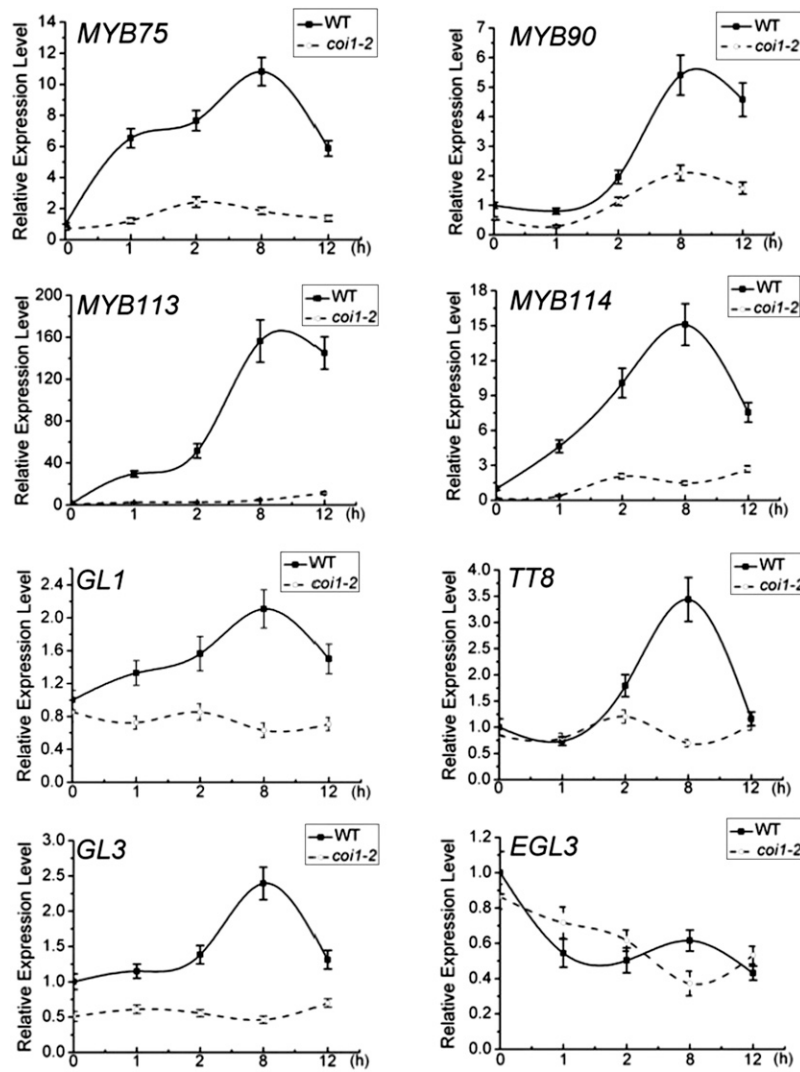 MYB75
WT
coi1-2
Relative Expression Level
14
12
10
8
6
4
2
0
0 1 2 8 12 (h)
MYB90
WT
coi1-2
Relative Expression Level
7
6
5
4
3
2
1
0
0 1 2 8 12 (h)
MYB113
WT
coi1-2
Relative Expression Level
200
160
120
80
40
0
0 1 2 8 12 (h)
MYB114
WT
coi1-2
Relative Expression Level
18
15
12
9
6
3
0
0 1 2 8 12 (h)
GL1
WT
coi1-2
Relative Expression Level
2.4
2.0
1.6
1.2
0.8
0.4
0.0
0 1 2 8 12 (h)
TT8
WT
coi1-2
Relative Expression Level
4.0
3.5
3.0
2.5
2.0
1.5
1.0
0.5
0.0
0 1 2 8 12 (h)
GL3
WT
coi1-2
Relative Expression Level
3.0
2.5
2.0
1.5
1.0
0.5
0.0
0 1 2 8 12 (h)
EGL3
WT
coi1-2
Relative Expression Level
1.2
1.0
0.8
0.6
0.4
0.2
0.0
0 1 2 8 12 (h)